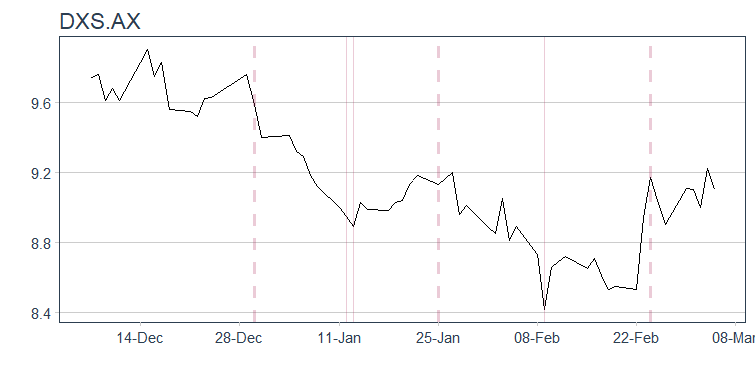 DXS.AX
9.6
9.2
8.8
8.4
14-Dec
28-Dec
11-Jan
25-Jan
08-Feb
22-Feb
08-Mar